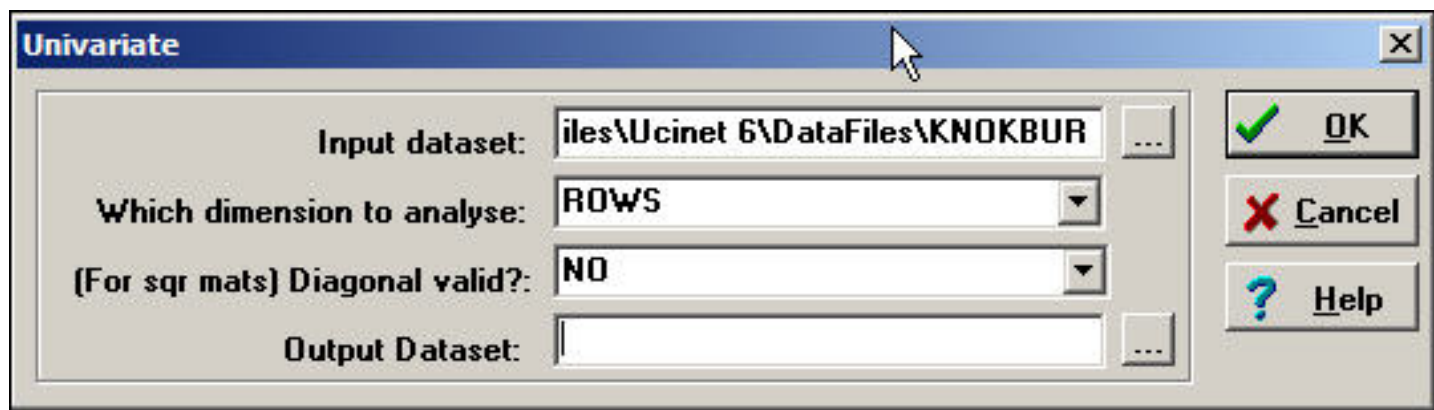 Univariate
Input dataset: iles\Ucinet 6\DataFiles\KNOKBUR ...
Which dimension to analyse: ROWS
(For sqr mats) Diagonal valid?: NO
Output Dataset: ...
OK
Cancel
? Help